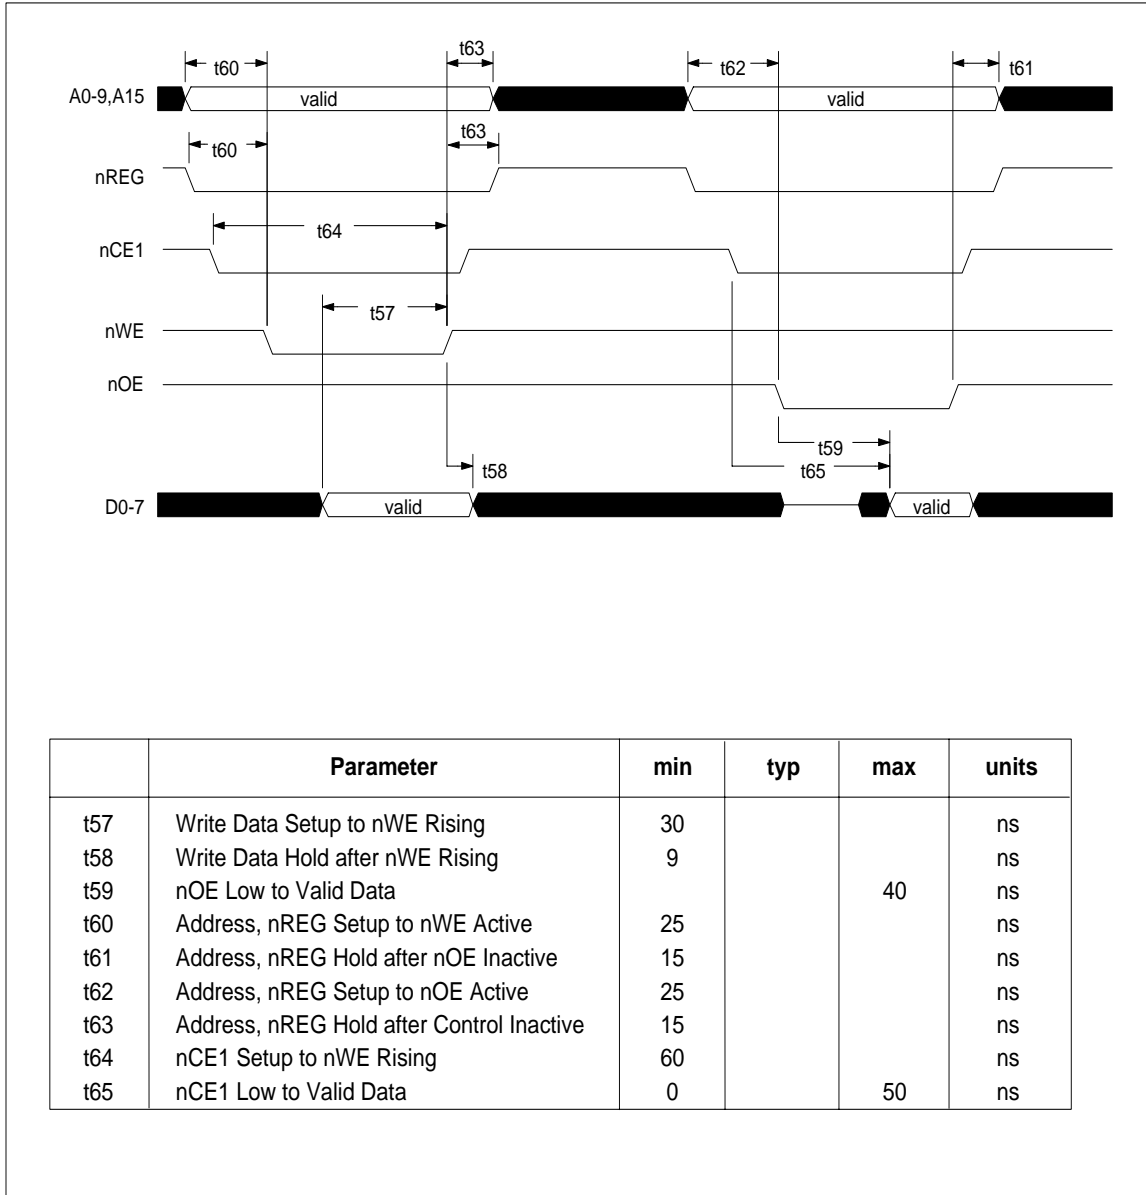 t60 t63 t62 t61
A0-9,A15 valid valid
t60 t63
nREG
t64
nCE1
t57
nWE
nOE
t59
t58 t65
D0-7 valid valid
Parameter min typ max units
t57 Write Data Setup to nWE Rising 30 ns
t58 Write Data Hold after nWE Rising 9 ns
t59 nOE Low to Valid Data 40 ns
t60 Address, nREG Setup to nWE Active 25 ns
t61 Address, nREG Hold after nOE Inactive 15 ns
t62 Address, nREG Setup to nOE Active 25 ns
t63 Address, nREG Hold after Control Inactive 15 ns
t64 nCE1 Setup to nWE Rising 60 ns
t65 nCE1 Low to Valid Data 0 50 ns